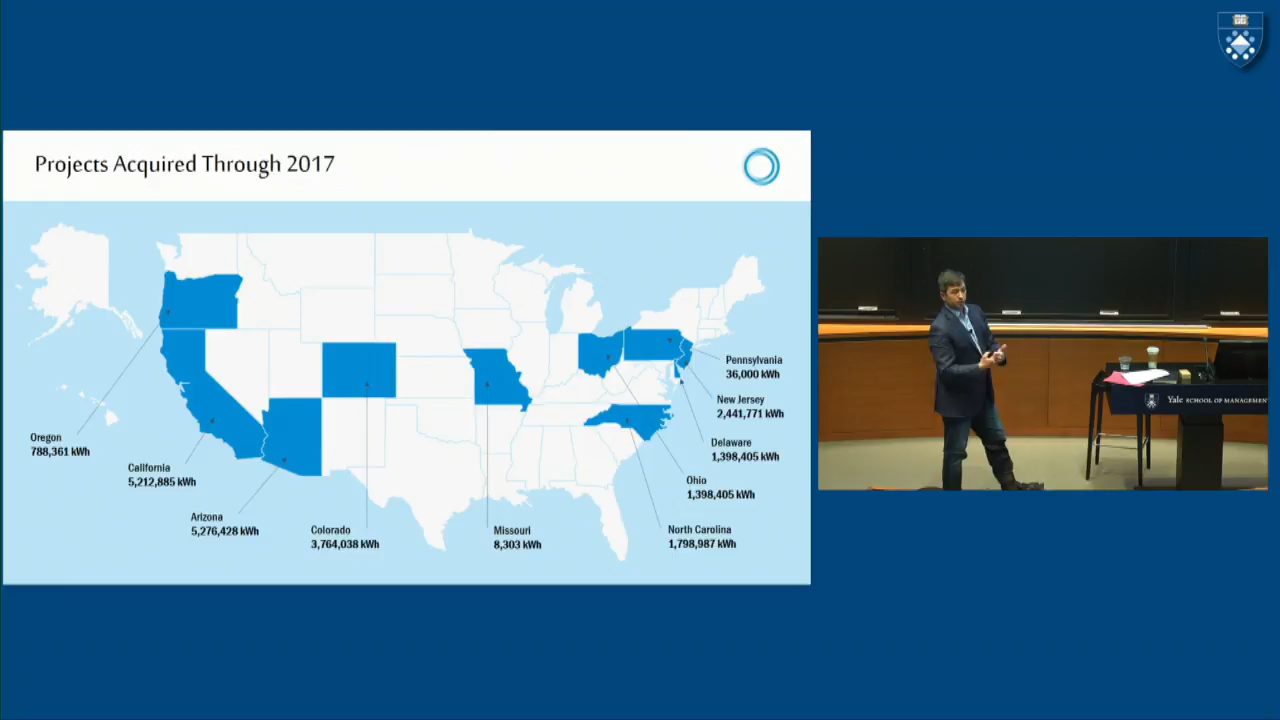 Projects Acquired Through 2017
Pennsylvania
36,000 kWh
New Jersey
2,441,771 kWh
Delaware
1,398,405 kWh
Oregon
788,361 kWh
California
5,212,885 kWh
Ohio
1,398,405 kWh
Arizona
5,276,428 kWh
Colorado
3,764,038 kWh
Missouri
8,303 kWh
North Carolina
1,798,987 kWh
Yale SCHOOL OF MANAGEMENT